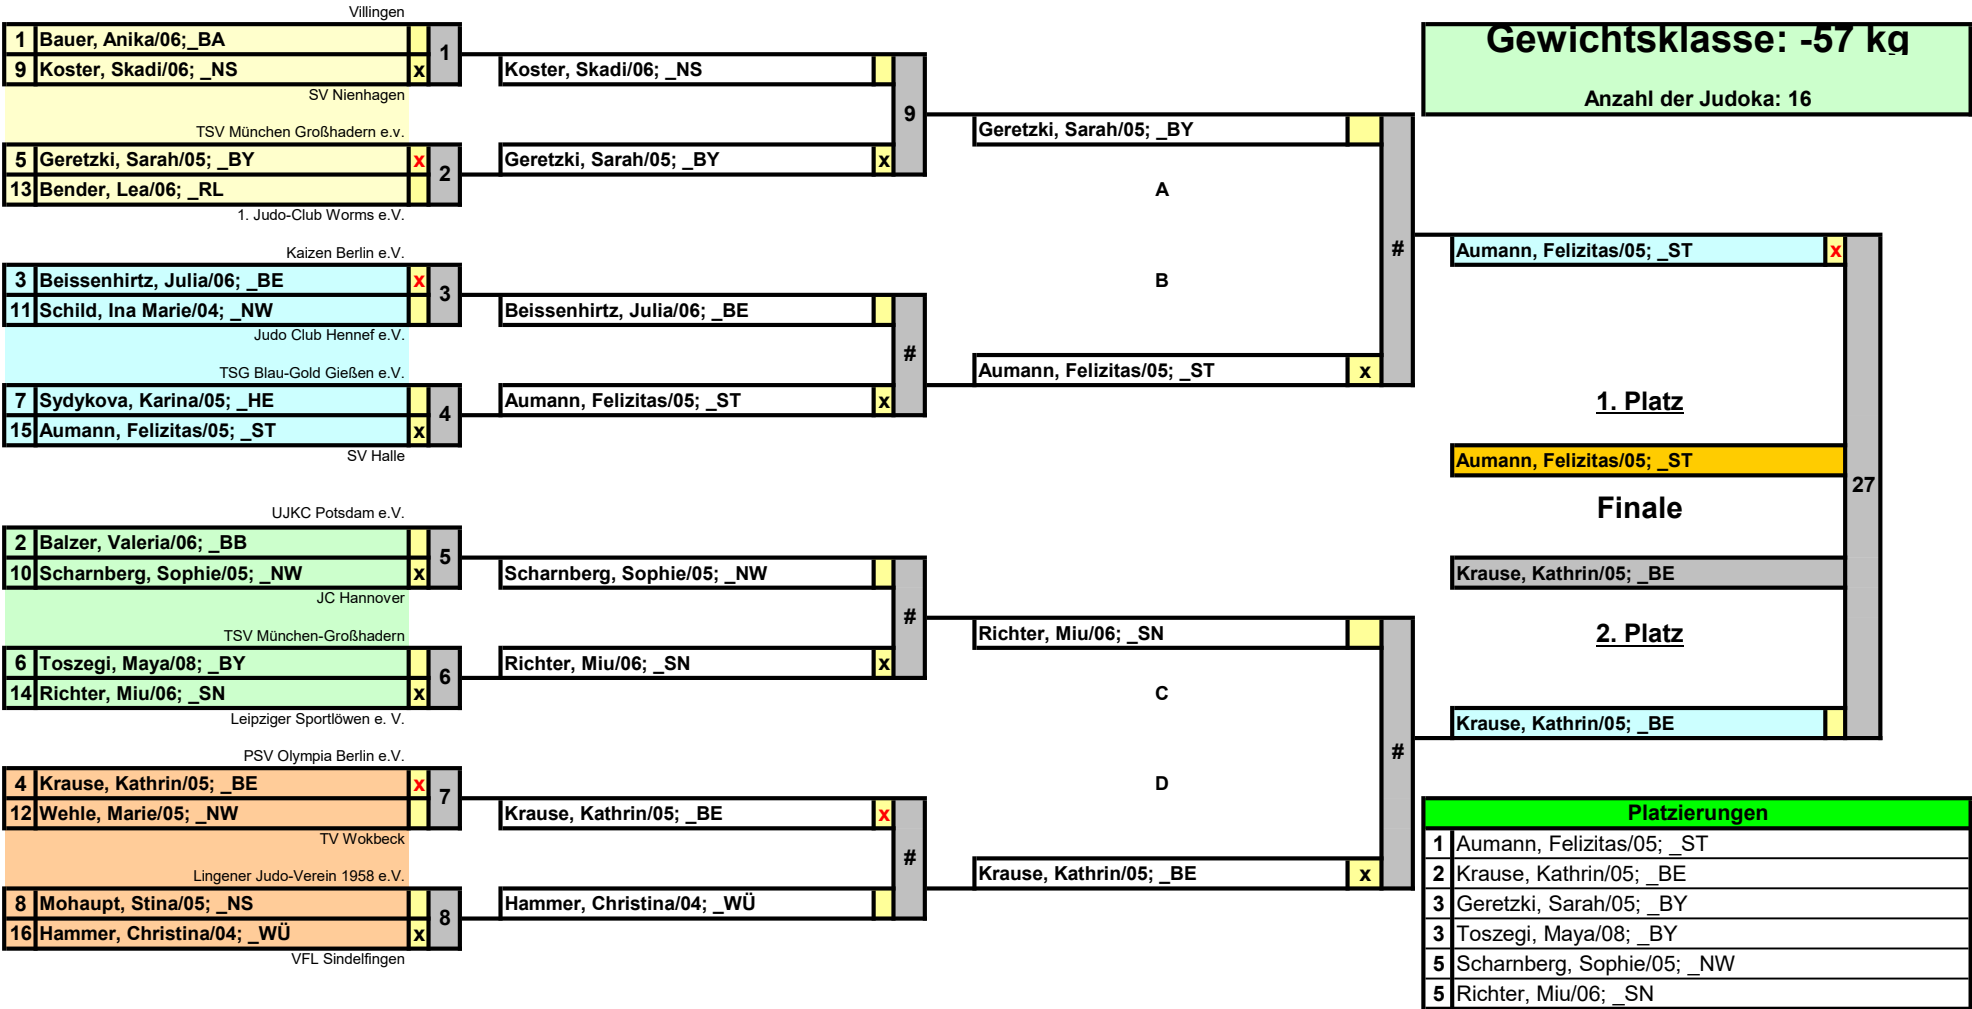 Villingen
1 Bauer, Anika/06;_BA
9 Koster, Skadi/06; _NS x
1
SV Nienhagen
TSV München Großhadern e.v.
5 Geretzki, Sarah/05; _BY x
13 Bender, Lea/06; _RL
2
1. Judo-Club Worms e.V.
Kaizen Berlin e.V.
3 Beissenhirtz, Julia/06; _BE x
11 Schild, Ina Marie/04; _NW
3
Judo Club Hennef e.V.
TSG Blau-Gold Gießen e.V.
7 Sydykova, Karina/05; _HE
15 Aumann, Felizitas/05; _ST x
4
SV Halle
UJKC Potsdam e.V.
2 Balzer, Valeria/06; _BB
10 Scharnberg, Sophie/05; _NW x
5
JC Hannover
TSV München-Großhadern
6 Toszegi, Maya/08; _BY
14 Richter, Miu/06; _SN x
6
Leipziger Sportlöwen e. V.
PSV Olympia Berlin e.V.
4 Krause, Kathrin/05; _BE x
12 Wehle, Marie/05; _NW
7
TV Wokbeck
Lingener Judo-Verein 1958 e.V.
8 Mohaupt, Stina/05; _NS
16 Hammer, Christina/04; _WÜ x
8
VFL Sindelfingen
Koster, Skadi/06; _NS
9
Geretzki, Sarah/05; _BY x
Beissenhirtz, Julia/06; _BE
#
Aumann, Felizitas/05; _ST x
Scharnberg, Sophie/05; _NW
#
Richter, Miu/06; _SN x
Krause, Kathrin/05; _BE x
#
Hammer, Christina/04; _WÜ
Geretzki, Sarah/05; _BY
A
#
B
Aumann, Felizitas/05; _ST x
Richter, Miu/06; _SN
C
#
D
Krause, Kathrin/05; _BE x
Gewichtsklasse: -57 kg
Anzahl der Judoka: 16
Aumann, Felizitas/05; _ST x
1. Platz
Aumann, Felizitas/05; _ST
27
Finale
Krause, Kathrin/05; _BE
2. Platz
Krause, Kathrin/05; _BE
Platzierungen
1 Aumann, Felizitas/05; _ST
2 Krause, Kathrin/05; _BE
3 Geretzki, Sarah/05; _BY
3 Toszegi, Maya/08; _BY
5 Scharnberg, Sophie/05; _NW
5 Richter, Miu/06; _SN